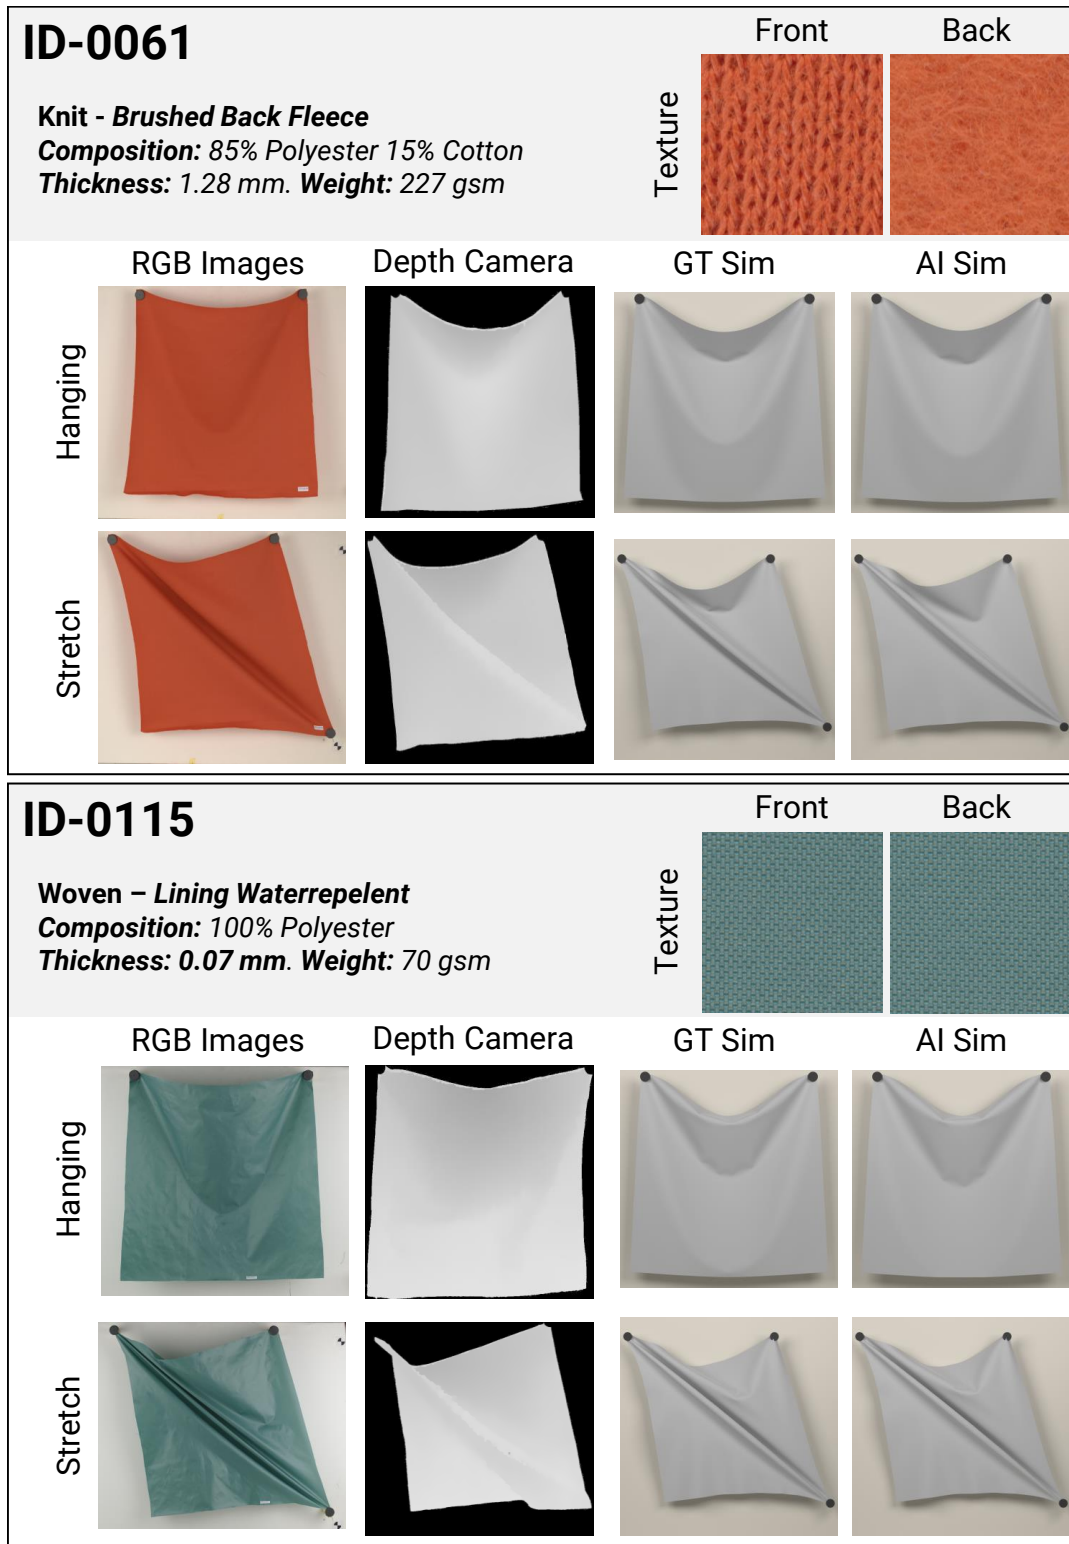 ID-0061
Front Back
Knit - Brushed Back Fleece
Composition: 85% Polyester 15% Cotton
Thickness: 1.28 mm. Weight: 227 gsm
Texture
RGB Images Depth Camera GT Sim AI Sim
Hanging
Stretch
ID-0115
Front Back
Woven – Lining Waterrepelent
Composition: 100% Polyester
Thickness: 0.07 mm. Weight: 70 gsm
Texture
RGB Images Depth Camera GT Sim AI Sim
Hanging
Stretch